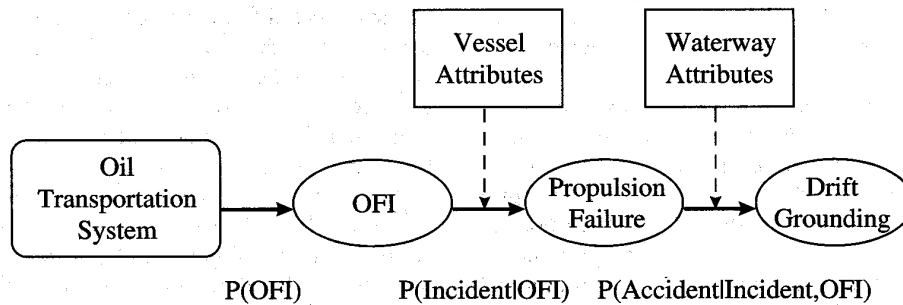 Vessel
Attributes
Waterway
Attributes
Oil
Transportation
System
OFI
Propulsion
Failure
Drift
Grounding
P(OFI)
P(Incident|OFI)
P(Accident|Incident,OFI)